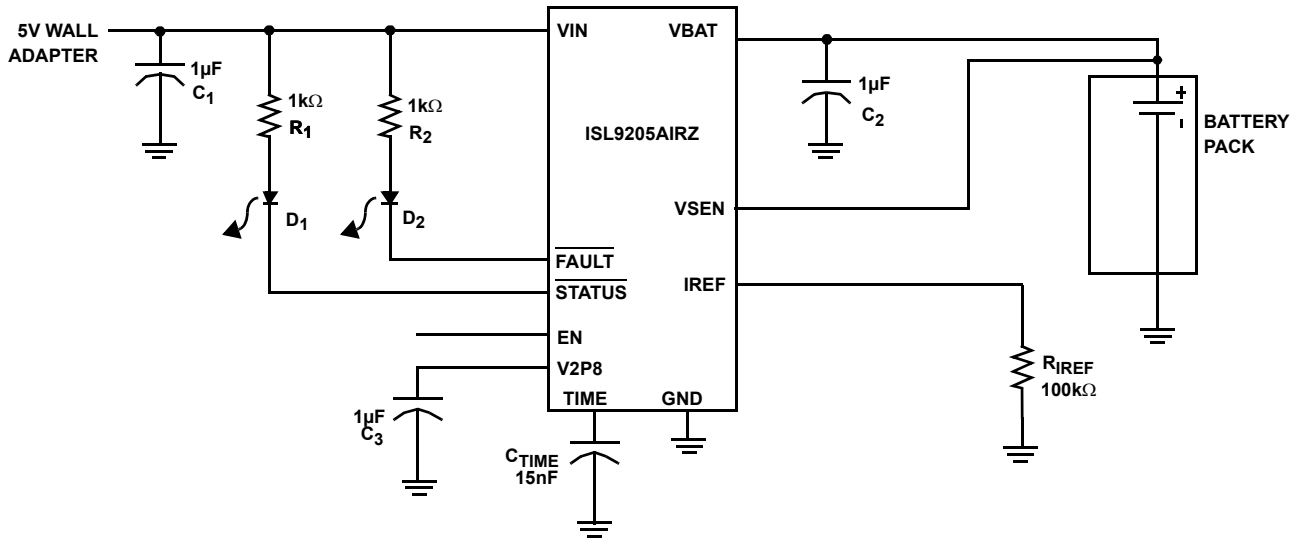 5V WALL
ADAPTER
1µF
C1
1kΩ
R1
1kΩ
R2
D1
D2
VIN
VBAT
ISL9205AIRZ
VSEN
FAULT
STATUS
IREF
EN
V2P8
TIME
GND
1µF
C2
+
-
BATTERY
PACK
RIREF
100kΩ
1µF
C3
CTIME
15nF